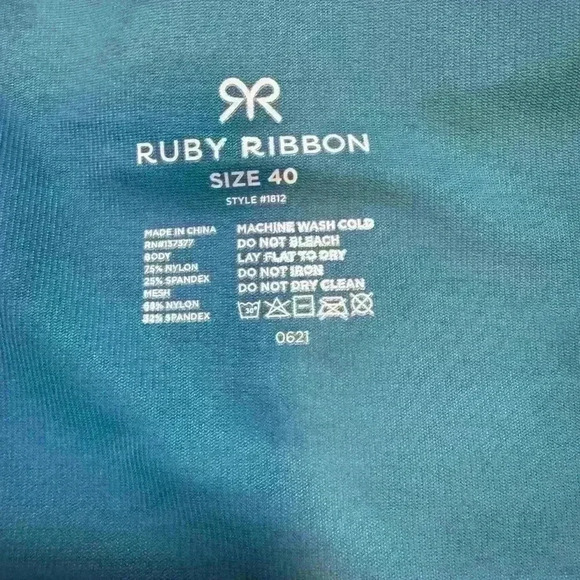 RUBY RIBBON
SIZE 40
STYLE #1812
MADE IN CHINA
RN#137377
BODY
75% NYLON
25% SPANDEX
MESH
68% NYLON
32% SPANDEX
MACHINE WASH COLD
DO NOT BLEACH
LAY FLAT TO DRY
DO NOT IRON
DO NOT DRY CLEAN
30°
0621